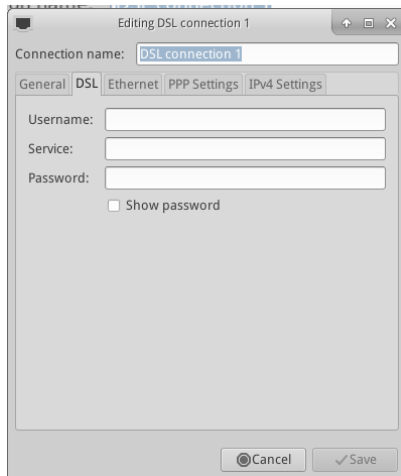 Editing DSL connection 1
Connection name: DSL connection 1
General DSL Ethernet PPP Settings IPv4 Settings
Username:
Service:
Password:
Show password
Cancel Save